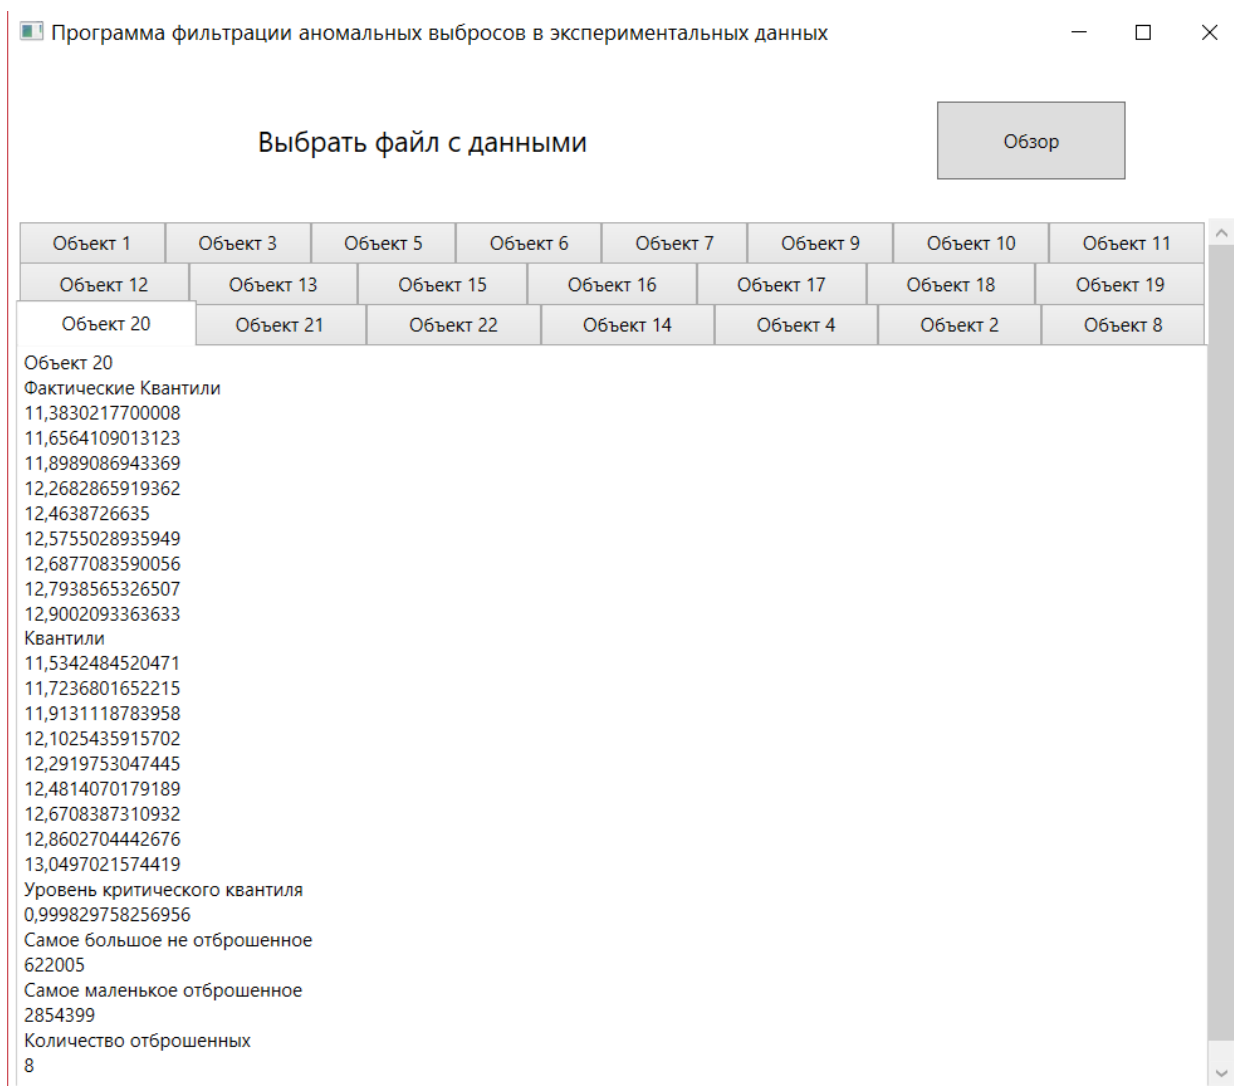 Программа фильтрации аномальных выбросов в экспериментальных данных
Выбрать файл с данными
Обзор
Объект 1 Объект 3 Объект 5 Объект 6 Объект 7 Объект 9 Объект 10 Объект 11
Объект 12 Объект 13 Объект 15 Объект 16 Объект 17 Объект 18 Объект 19
Объект 20 Объект 21 Объект 22 Объект 14 Объект 4 Объект 2 Объект 8
Объект 20
Фактические Квантили
11,3830217700008
11,6564109013123
11,8989086943369
12,2682865919362
12,4638726635
12,5755028935949
12,6877083590056
12,7938565326507
12,9002093363633
Квантили
11,5342484520471
11,7236801652215
11,9131118783958
12,1025435915702
12,2919753047445
12,4814070179189
12,6708387310932
12,8602704442676
13,0497021574419
Уровень критического квантиля
0,999829758256956
Самое большое не отброшенное
622005
Самое маленькое отброшенное
2854399
Количество отброшенных
8